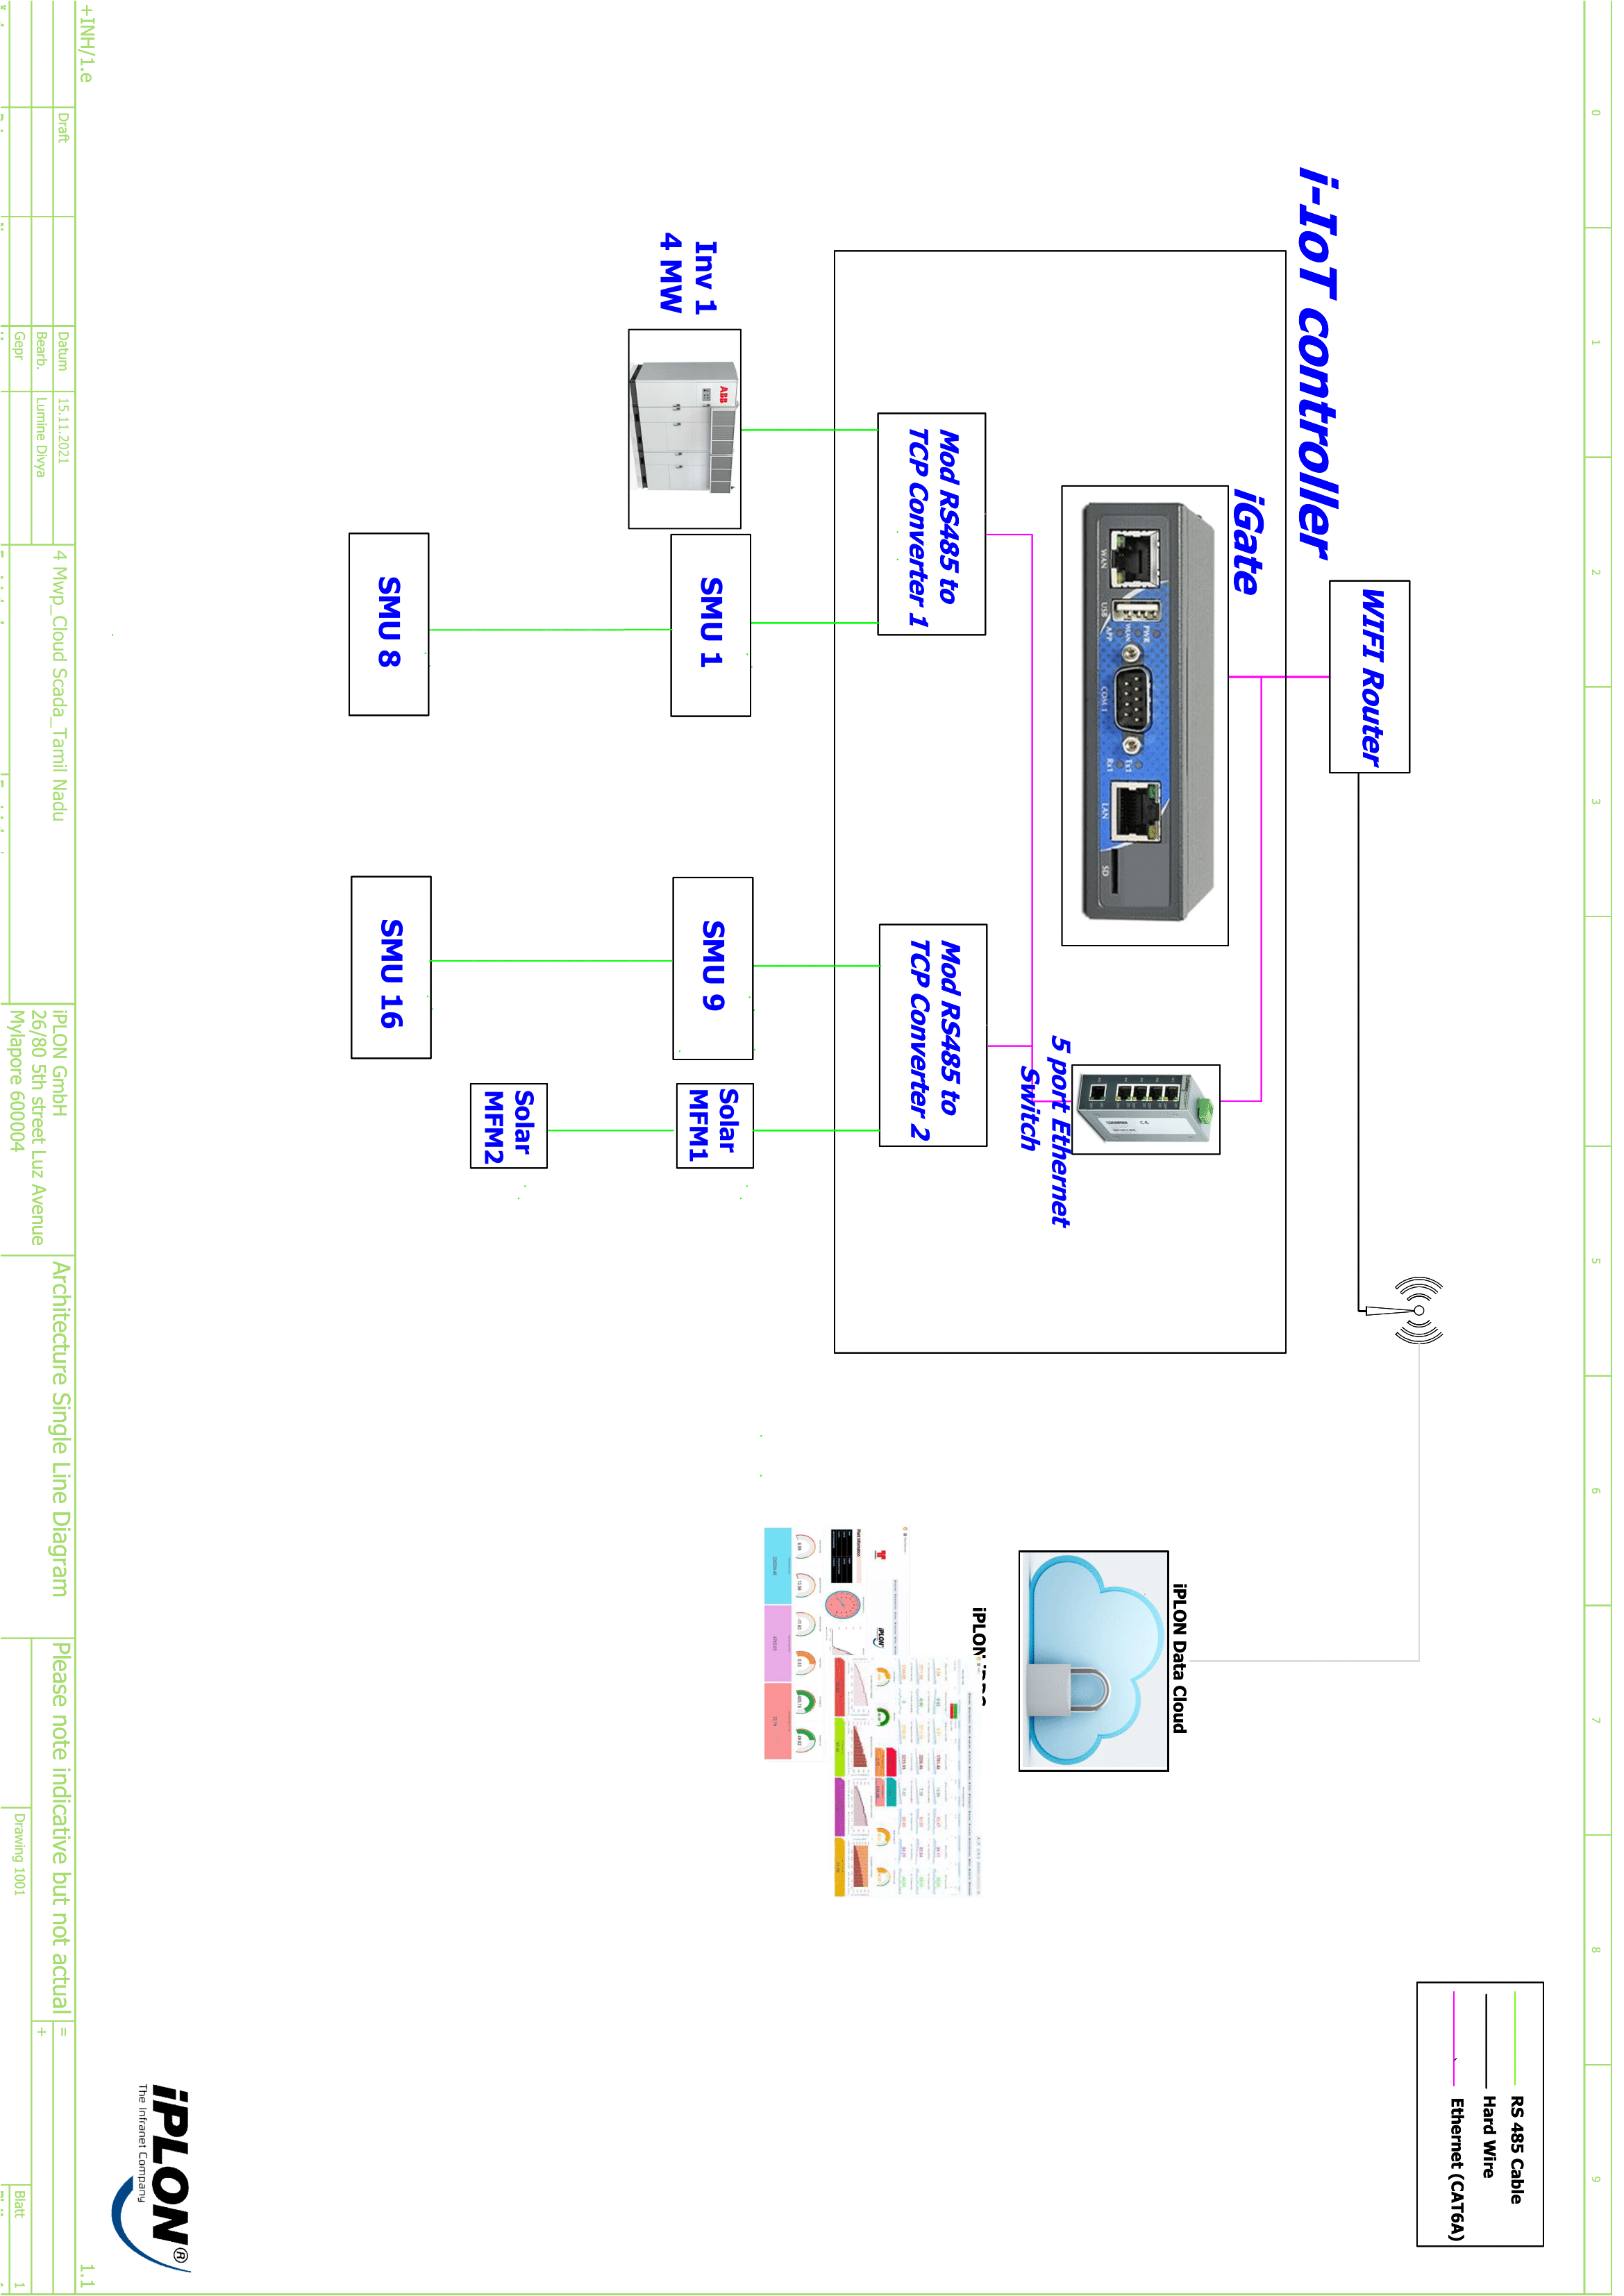 0
1
2
3
5
6
7
8
9
i-IoT controller
WIFI Router
iGate
WAN
USB
PWR
WLAN
APP
COM 1
Tx1
Rx1
LAN
SD
5 port Ethernet
Switch
Mod RS485 to
TCP Converter 1
Mod RS485 to
TCP Converter 2
Inv 1
4 MW
ABB
SMU 1
SMU 8
SMU 9
SMU 16
Solar
MFM1
Solar
MFM2
iPLON Data Cloud
iPLON
iPLON
RS 485 Cable
Hard Wire
Ethernet (CAT6A)
iPLON®
The Infranet Company
+INH/1.e
1.1
Draft
Datum
15.11.2021
Bearb.
Lumine Divya
Gepr
4 Mwp_Cloud Scada_Tamil Nadu
iPLON GmbH
26/80 5th street Luz Avenue
Mylapore 600004
Architecture Single Line Diagram
Please note indicative but not actual
=
+
Drawing 1001
Blatt
1